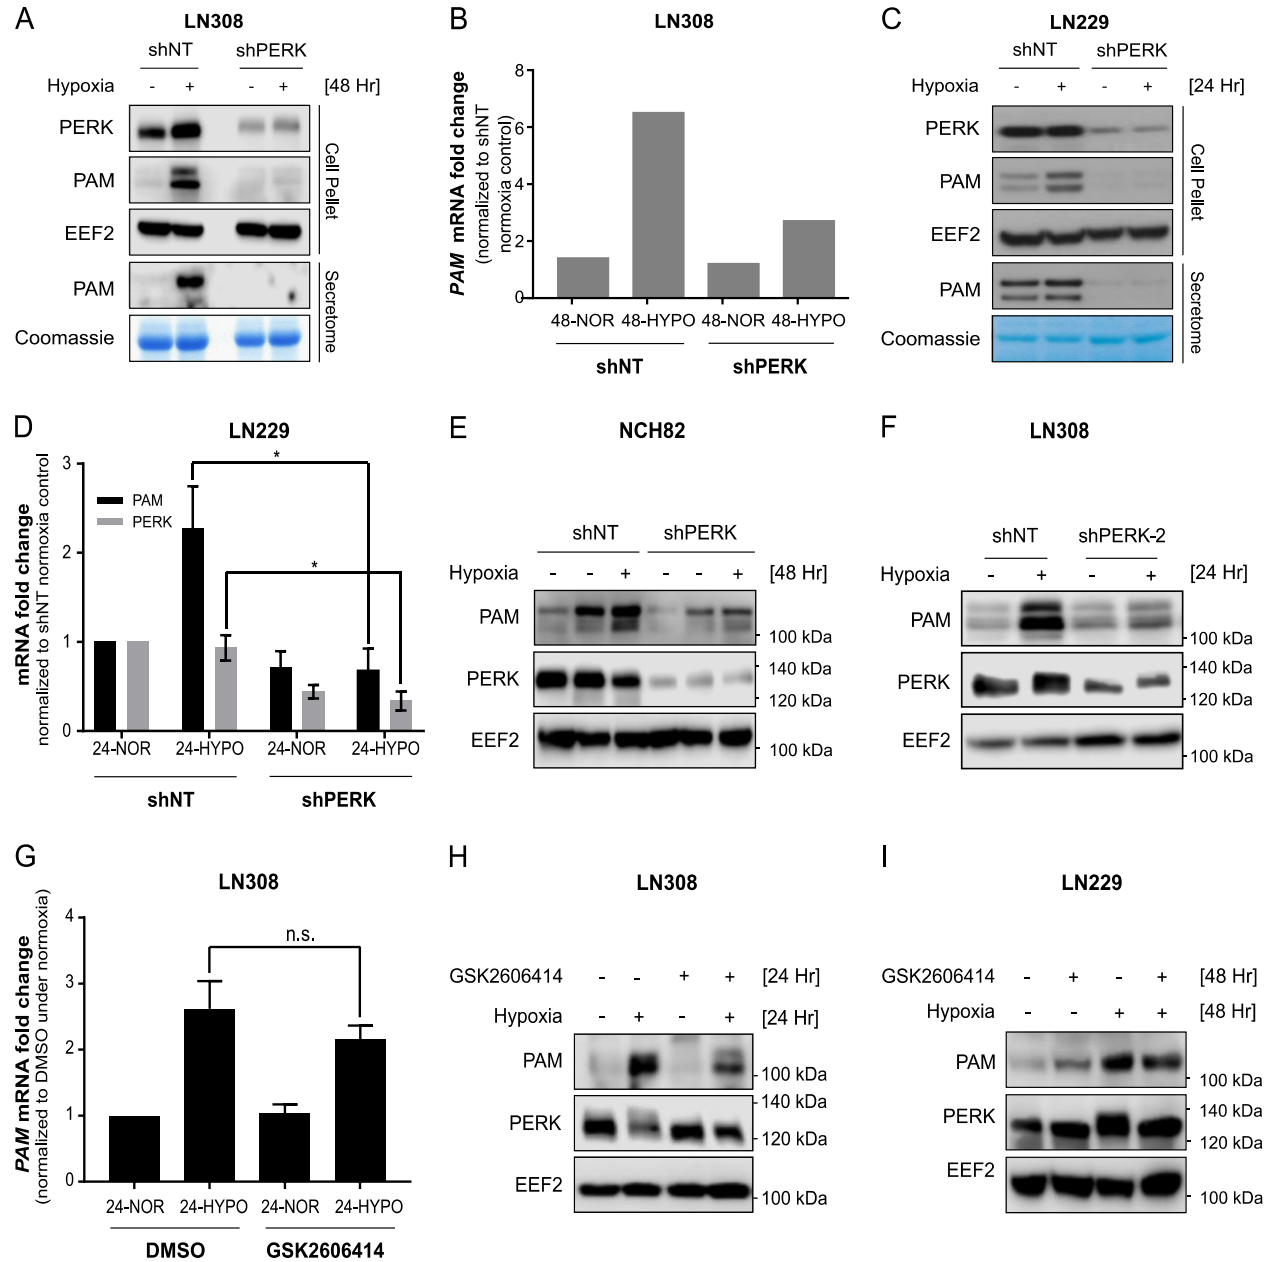 A
LN308
shNT shPERK
Hypoxia - + - + [48 Hr]
PERK
PAM
EEF2
Cell Pellet
PAM
Coomassie
Secretome
B
LN308
PAM mRNA fold change
(normalized to shNT
normoxia control)
8
6
4
2
0
48-NOR 48-HYPO 48-NOR 48-HYPO
shNT shPERK
C
LN229
shNT shPERK
Hypoxia - + - + [24 Hr]
PERK
PAM
EEF2
Cell Pellet
PAM
Coomassie
Secretome
D
LN229
mRNA fold change
normalized to shNT normoxia control
3
2
1
0
PAM
PERK
*
*
24-NOR 24-HYPO 24-NOR 24-HYPO
shNT shPERK
E
NCH82
shNT shPERK
Hypoxia - - + - - + [48 Hr]
PAM
100 kDa
PERK
140 kDa
120 kDa
EEF2
100 kDa
F
LN308
shNT shPERK-2
Hypoxia - + - + [24 Hr]
PAM
100 kDa
PERK
140 kDa
120 kDa
EEF2
100 kDa
G
LN308
PAM mRNA fold change
(normalized to DMSO under normoxia)
4
3
2
1
0
n.s.
24-NOR 24-HYPO 24-NOR 24-HYPO
DMSO GSK2606414
H
LN308
GSK2606414 - - + + [24 Hr]
Hypoxia - + - + [24 Hr]
PAM
100 kDa
PERK
140 kDa
120 kDa
EEF2
100 kDa
I
LN229
GSK2606414 - + - + [48 Hr]
Hypoxia - - + + [48 Hr]
PAM
100 kDa
PERK
140 kDa
120 kDa
EEF2
100 kDa